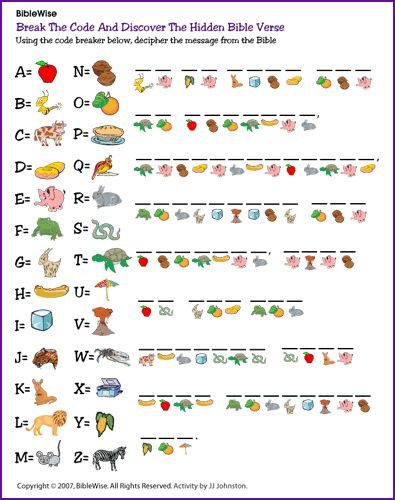 BibleWise
Break The Code And Discover The Hidden Bible Verse
Using the code breaker below, decipher the message from the Bible
A= N=
B= O=
C= P=
D= Q=
E= R=
F= S=
G= T=
H= U=
I= V=
J= W=
K= X=
L= Y=
M= Z=
Copyright © 2007, BibleWise. All Rights Reserved. Activity by JJ Johnston.